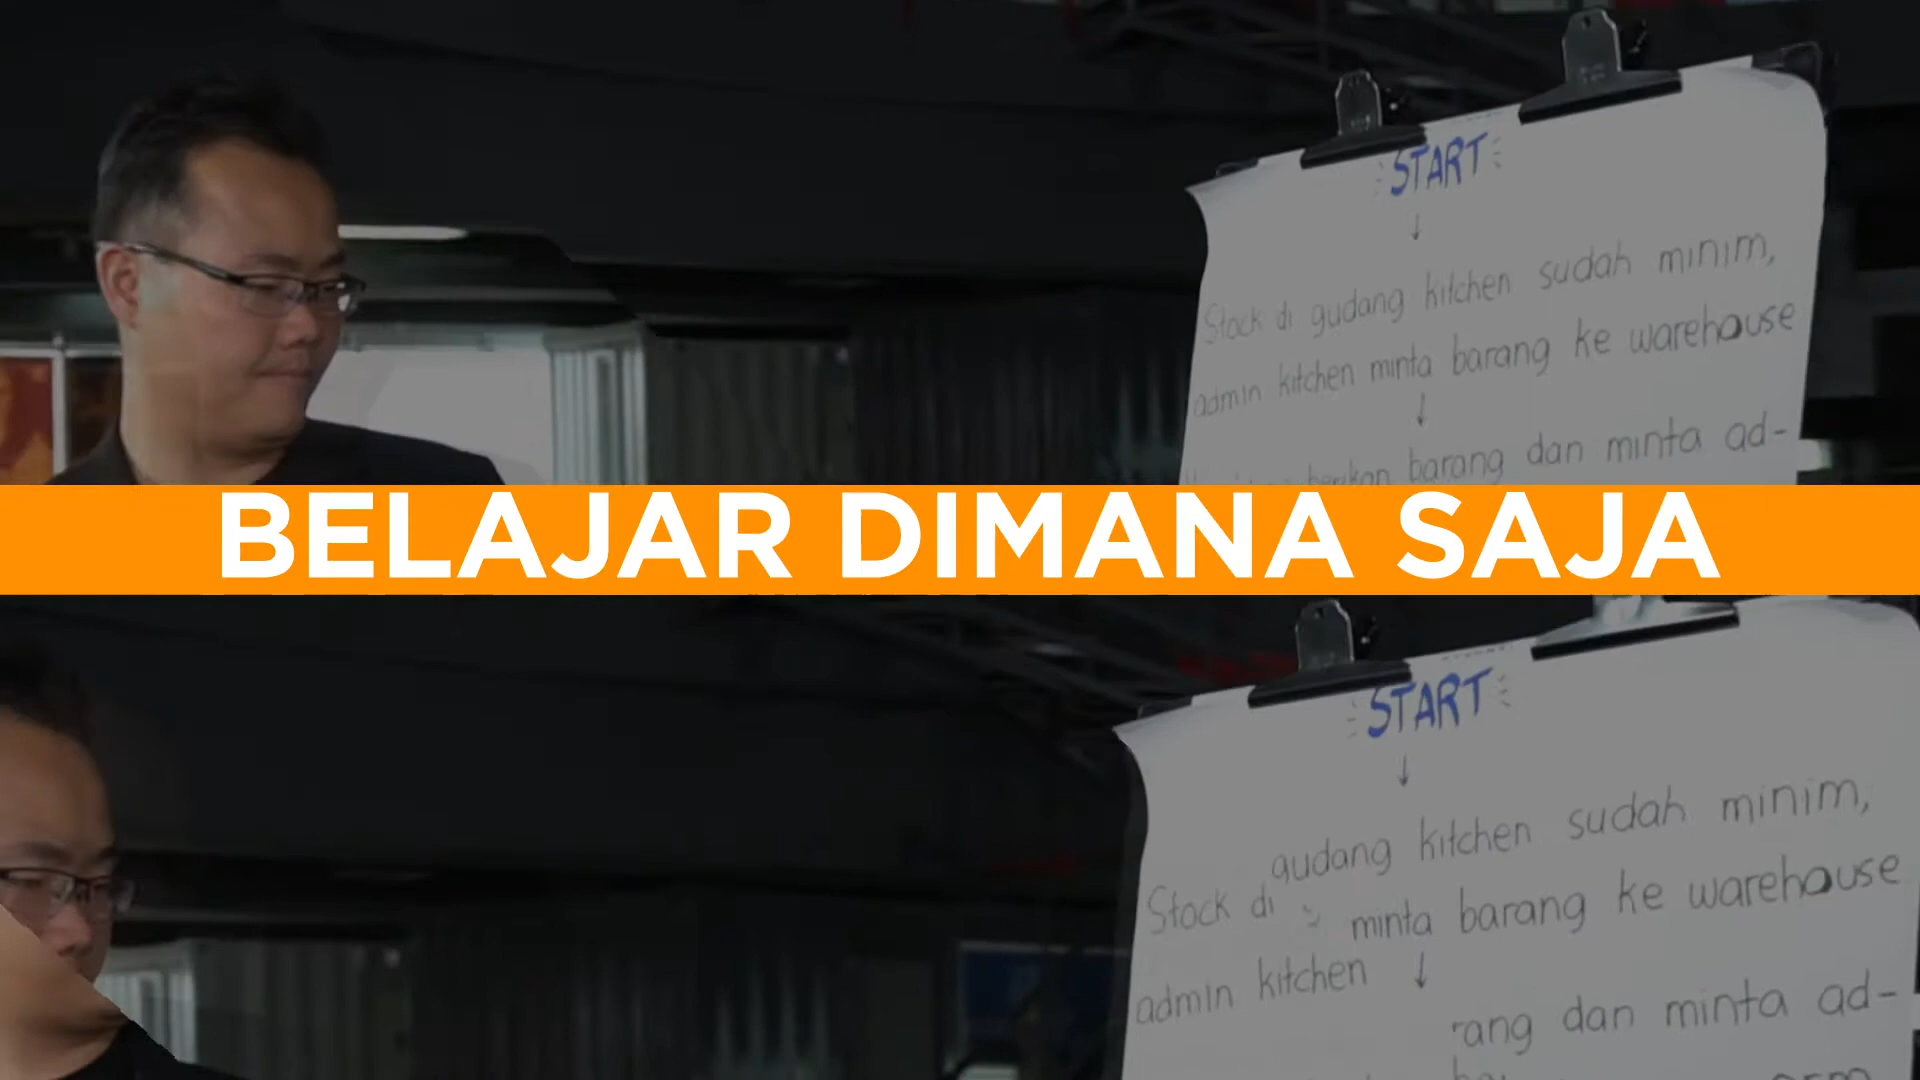 START
Stock di gudang kitchen sudah minim,
admin kitchen minta barang ke warehouse
berikan barang dan minta ad-
BELAJAR DIMANA SAJA
START
Stock di gudang kitchen sudah minim,
admin kitchen minta barang ke warehouse
rang dan minta ad-